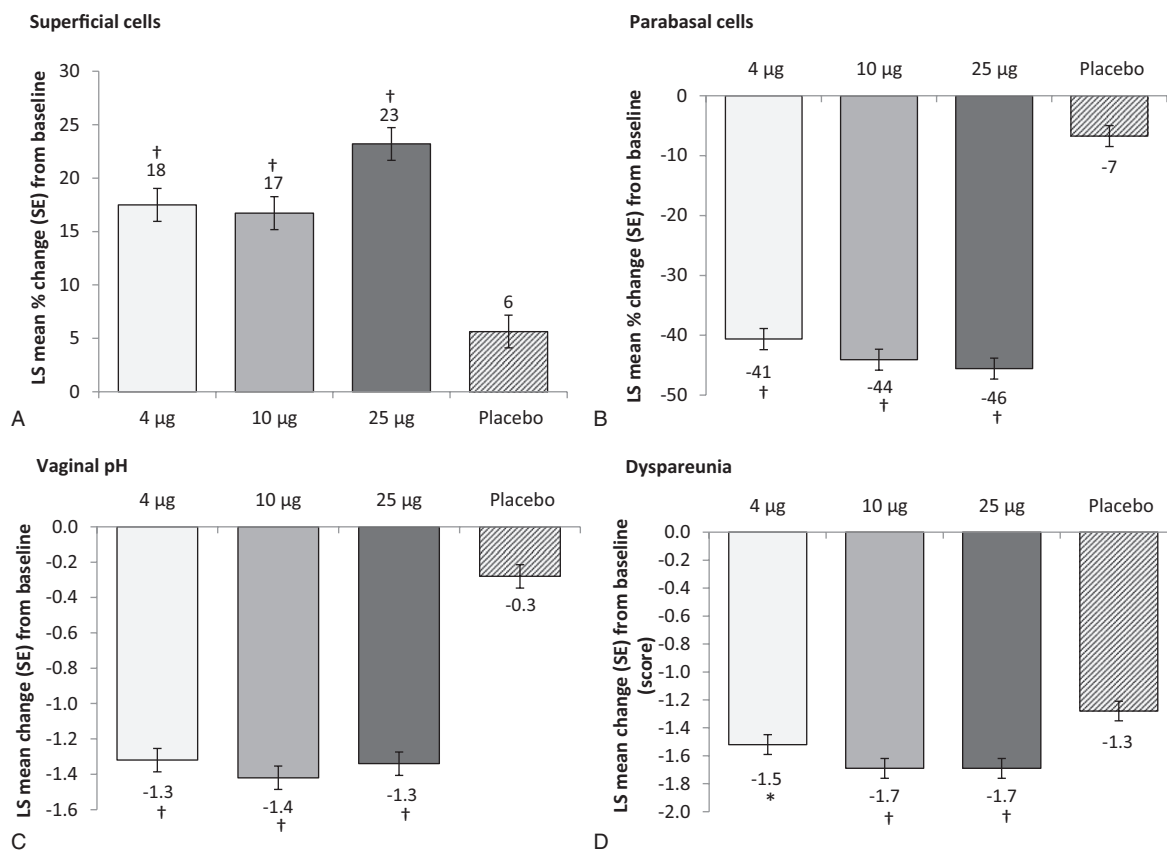 Superficial cells
LS mean % change (SE) from baseline
30
25
20
15
10
5
0
†
18
†
17
†
23
6
4 µg
10 µg
25 µg
Placebo
A
Parabasal cells
4 µg
10 µg
25 µg
Placebo
LS mean % change (SE) from baseline
0
-10
-20
-30
-40
-50
-41
†
-44
†
-46
†
-7
B
Vaginal pH
4 µg
10 µg
25 µg
Placebo
LS mean change (SE) from baseline
0.0
-0.2
-0.4
-0.6
-0.8
-1.0
-1.2
-1.4
-1.6
-1.3
†
-1.4
†
-1.3
†
-0.3
C
Dyspareunia
4 µg
10 µg
25 µg
Placebo
LS mean change (SE) from baseline
(score)
0.0
-0.2
-0.4
-0.6
-0.8
-1.0
-1.2
-1.4
-1.6
-1.8
-2.0
-1.5
*
-1.7
†
-1.7
†
-1.3
D